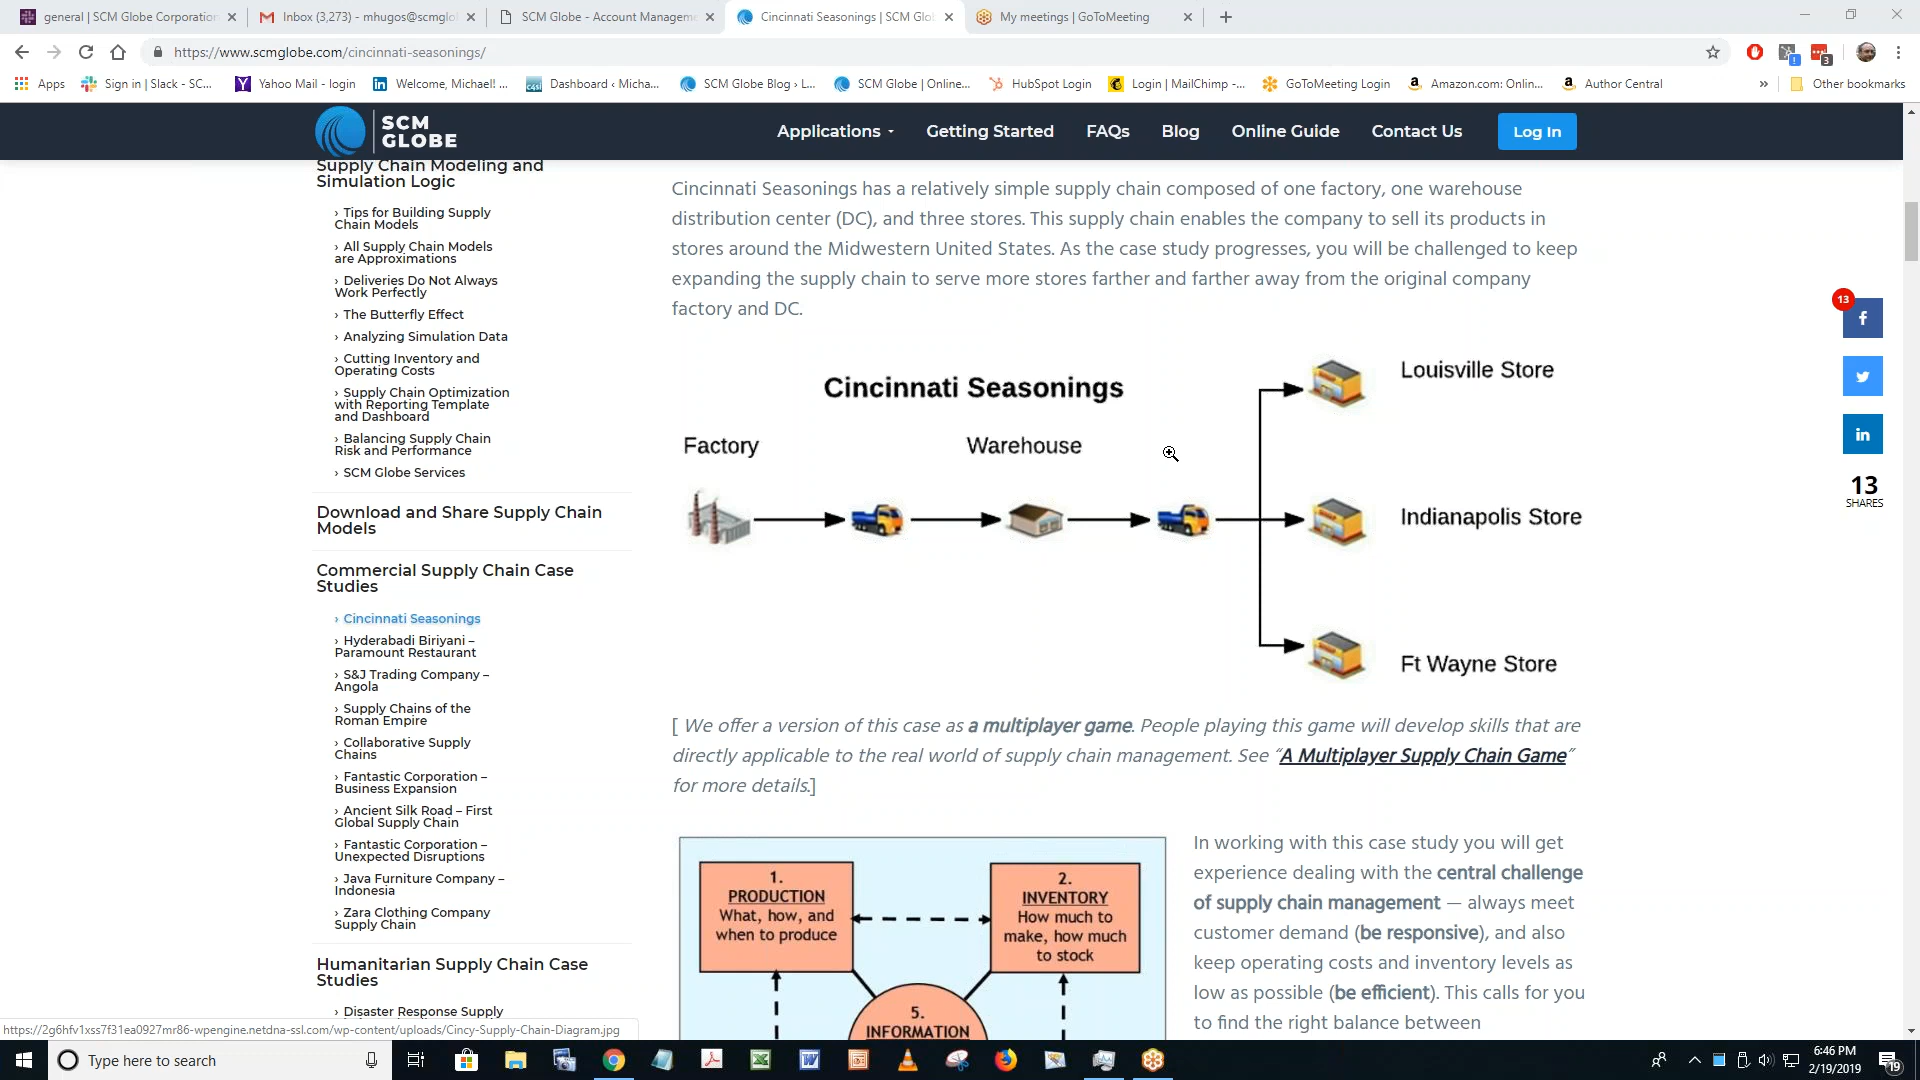 general | SCM Globe Corporation
Inbox (3,273) - mhugos@scmglo
SCM Globe - Account Manageme
Cincinnati Seasonings | SCM Glo
My meetings | GoToMeeting
https://www.scmglobe.com/cincinnati-seasonings/
3
Apps
Sign in | Slack - SC...
Yahoo Mail - login
Welcome, Michael! ...
Dashboard ‹ Micha...
SCM Globe Blog › L...
SCM Globe | Online...
HubSpot Login
Login | MailChimp -...
GoToMeeting Login
Amazon.com: Onlin...
Author Central
»
Other bookmarks
SCM
GLOBE
Applications
Getting Started
FAQs
Blog
Online Guide
Contact Us
Log In
Supply Chain Modeling and
Simulation Logic
› Tips for Building Supply
Chain Models
› All Supply Chain Models
are Approximations
› Deliveries Do Not Always
Work Perfectly
› The Butterfly Effect
› Analyzing Simulation Data
› Cutting Inventory and
Operating Costs
› Supply Chain Optimization
with Reporting Template
and Dashboard
› Balancing Supply Chain
Risk and Performance
› SCM Globe Services
Download and Share Supply Chain
Models
Commercial Supply Chain Case
Studies
› Cincinnati Seasonings
› Hyderabadi Biriyani –
Paramount Restaurant
› S&J Trading Company –
Angola
› Supply Chains of the
Roman Empire
› Collaborative Supply
Chains
› Fantastic Corporation –
Business Expansion
› Ancient Silk Road – First
Global Supply Chain
› Fantastic Corporation –
Unexpected Disruptions
› Java Furniture Company –
Indonesia
› Zara Clothing Company
Supply Chain
Humanitarian Supply Chain Case
Studies
› Disaster Response Supply
Cincinnati Seasonings has a relatively simple supply chain composed of one factory, one warehouse
distribution center (DC), and three stores. This supply chain enables the company to sell its products in
stores around the Midwestern United States. As the case study progresses, you will be challenged to keep
expanding the supply chain to serve more stores farther and farther away from the original company
factory and DC.
Cincinnati Seasonings
Factory
Warehouse
Louisville Store
Indianapolis Store
Ft Wayne Store
[ We offer a version of this case as a multiplayer game. People playing this game will develop skills that are
directly applicable to the real world of supply chain management. See “A Multiplayer Supply Chain Game”
for more details.]
1.
PRODUCTION
What, how, and
when to produce
2.
INVENTORY
How much to
make, how much
to stock
5.
INFORMATION
In working with this case study you will get
experience dealing with the central challenge
of supply chain management — always meet
customer demand (be responsive), and also
keep operating costs and inventory levels as
low as possible (be efficient). This calls for you
to find the right balance between
13
f
in
13
SHARES
https://2g6hfv1xss7f31ea0927mr86-wpengine.netdna-ssl.com/wp-content/uploads/Cincy-Supply-Chain-Diagram.jpg
Type here to search
6:46 PM
2/19/2019
19